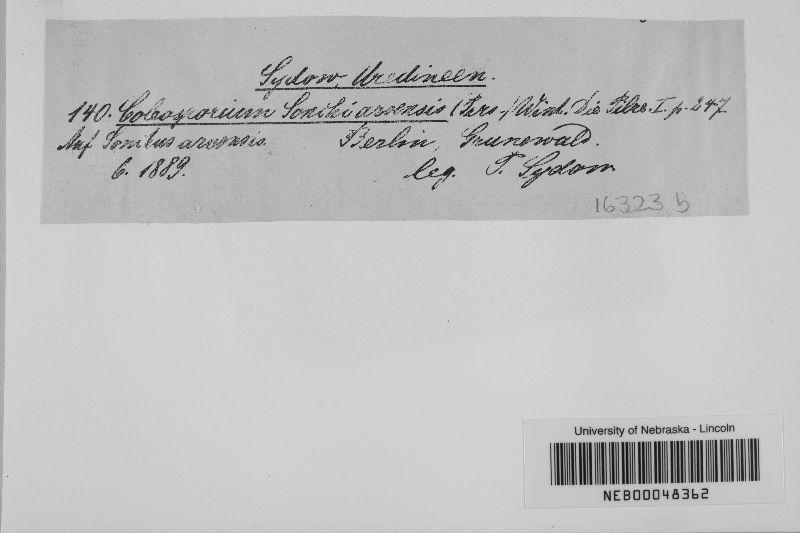 Sydow, Uredineen.
140. Coleosporium Sonchi arvensis (Pers.) Wint. Die Pilze. I. p. 247
Auf Sonchus arvensis. Berlin, Grunewald.
6. 1889. leg. P. Sydow
16323 b
University of Nebraska - Lincoln
NEB00048362